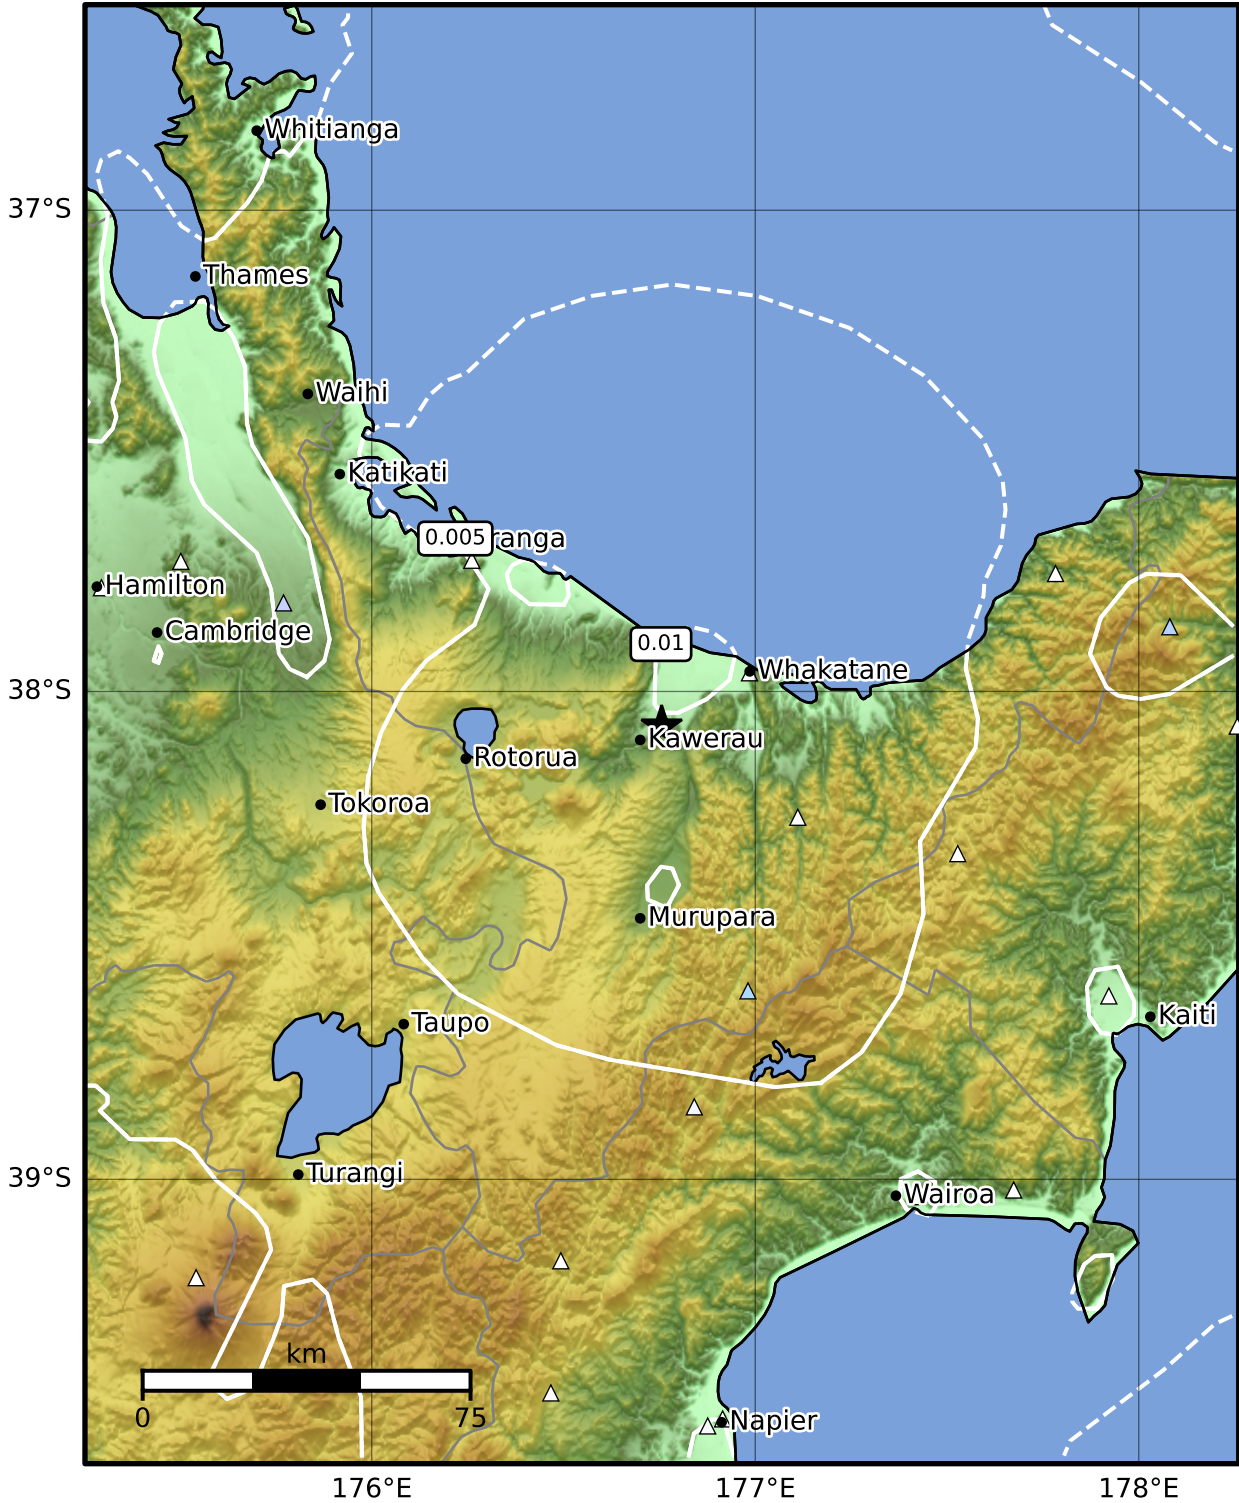 Whitianga
37°S
Thames
Waihi
Katikati
0.005
ranga
Hamilton
Cambridge
0.01
Whakatane
38°S
Kawerau
Rotorua
Tokoroa
Murupara
Kaiti
Taupo
39°S
Turangi
Wairoa
km
0
75
Napier
176°E
177°E
178°E